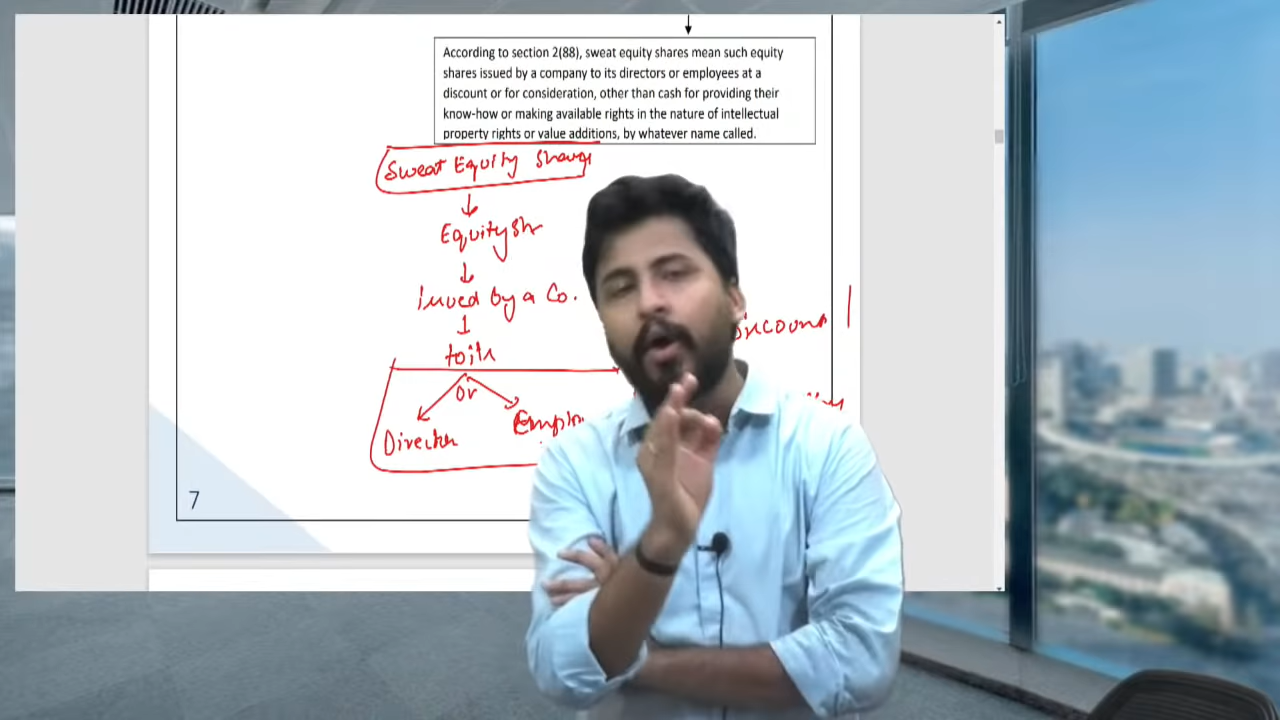 According to section 2(88), sweat equity shares mean such equity
shares issued by a company to its directors or employees at a
discount or for consideration, other than cash for providing their
know-how or making available rights in the nature of intellectual
property rights or value additions, by whatever name called.
Sweat Equity Shares
Equity Sh
issued by a Co.
to its
Or
Director
Emplo
iscount
7